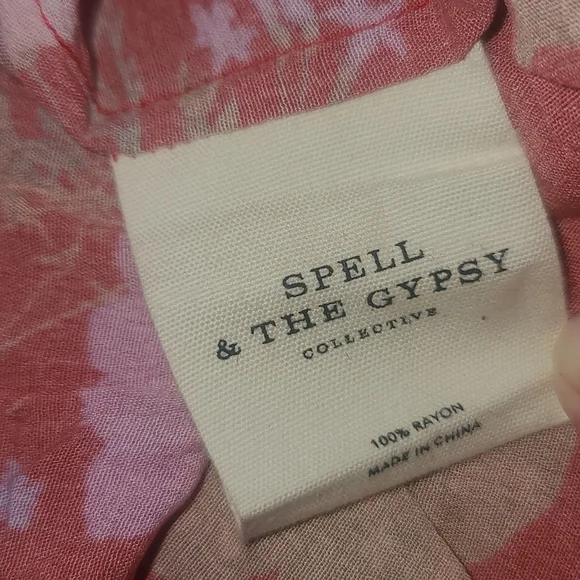 SPELL
& THE GYPSY
COLLECTIVE
100% RAYON
MADE IN CHINA